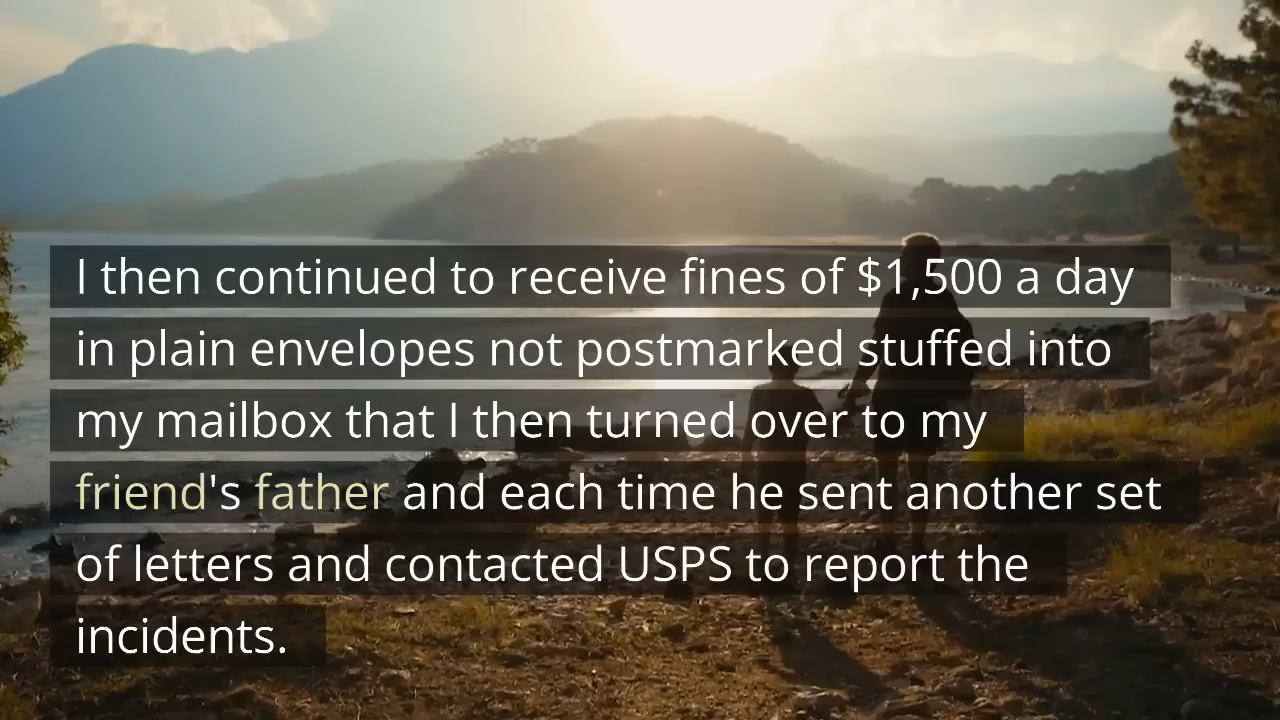 I then continued to receive fines of $1,500 a day
in plain envelopes not postmarked stuffed into
my mailbox that I then turned over to my
friend's father and each time he sent another set
of letters and contacted USPS to report the
incidents.